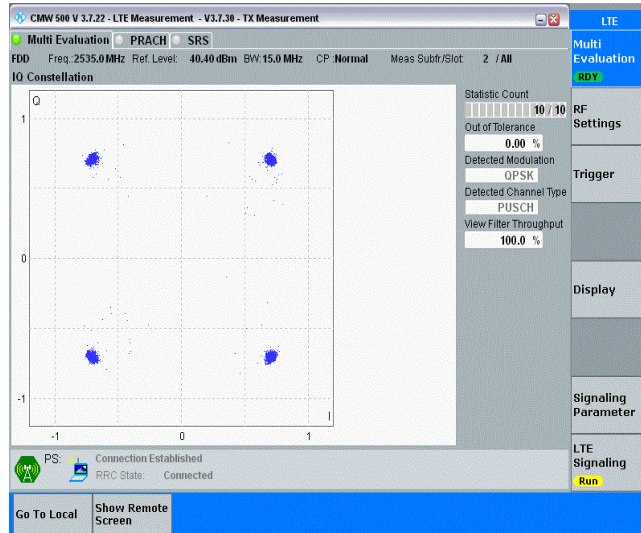 CMW 500 V 3.7.22 - LTE Measurement - V3.7.30 - TX Measurement
LTE
Multi Evaluation PRACH SRS
Multi
Evaluation
RDY
FDD Freq.:2535.0 MHz Ref. Level: 40.40 dBm BW:15.0 MHz CP :Normal Meas Subfr./Slot: 2 / All
IQ Constellation
Q
1
0
-1
-1 0 1
I
Statistic Count
10 / 10
Out of Tolerance
0.00 %
Detected Modulation
QPSK
Detected Channel Type
PUSCH
View Filter Throughput
100.0 %
RF
Settings
Trigger
Display
Signaling
Parameter
LTE
Signaling
Run
PS: Connection Established
RRC State: Connected
Go To Local
Show Remote
Screen